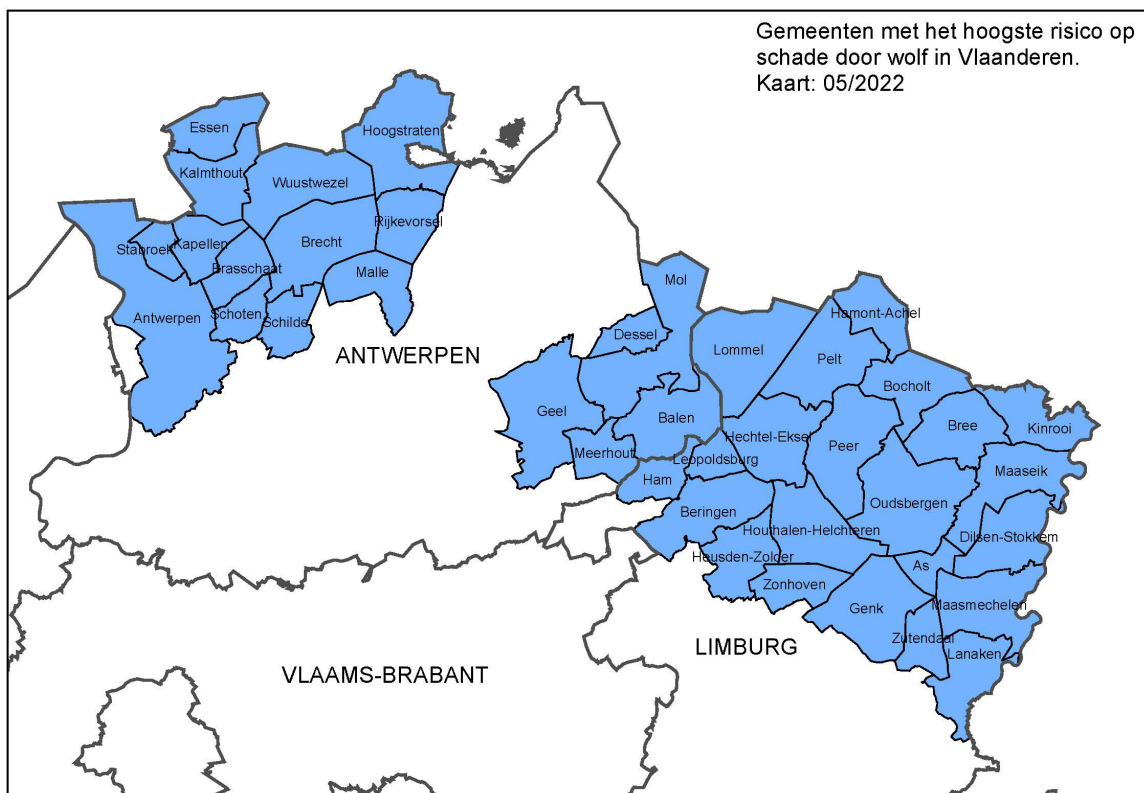 Gemeenten met het hoogste risico op
schade door wolf in Vlaanderen.
Kaart: 05/2022
Essen
Hoogstraten
Kalmthout
Wuustwezel
Rijkevorsel
Stabroek
Kapellen
Brecht
Brasschaat
Malle
Antwerpen
Schoten
Schilde
ANTWERPEN
Mol
Dessel
Hamont-Achel
Lommel
Pelt
Bocholt
Geel
Balen
Bree
Kinrooi
Hechtel-Eksel
Peer
Meerhout
Leopoldsburg
Maaseik
Ham
Oudsbergen
Beringen
Houthalen-Helchteren
Dilsen-Stokkem
Heusden-Zolder
As
Zonhoven
Genk
Maasmechelen
Zutendaal
LIMBURG
Lanaken
VLAAMS-BRABANT